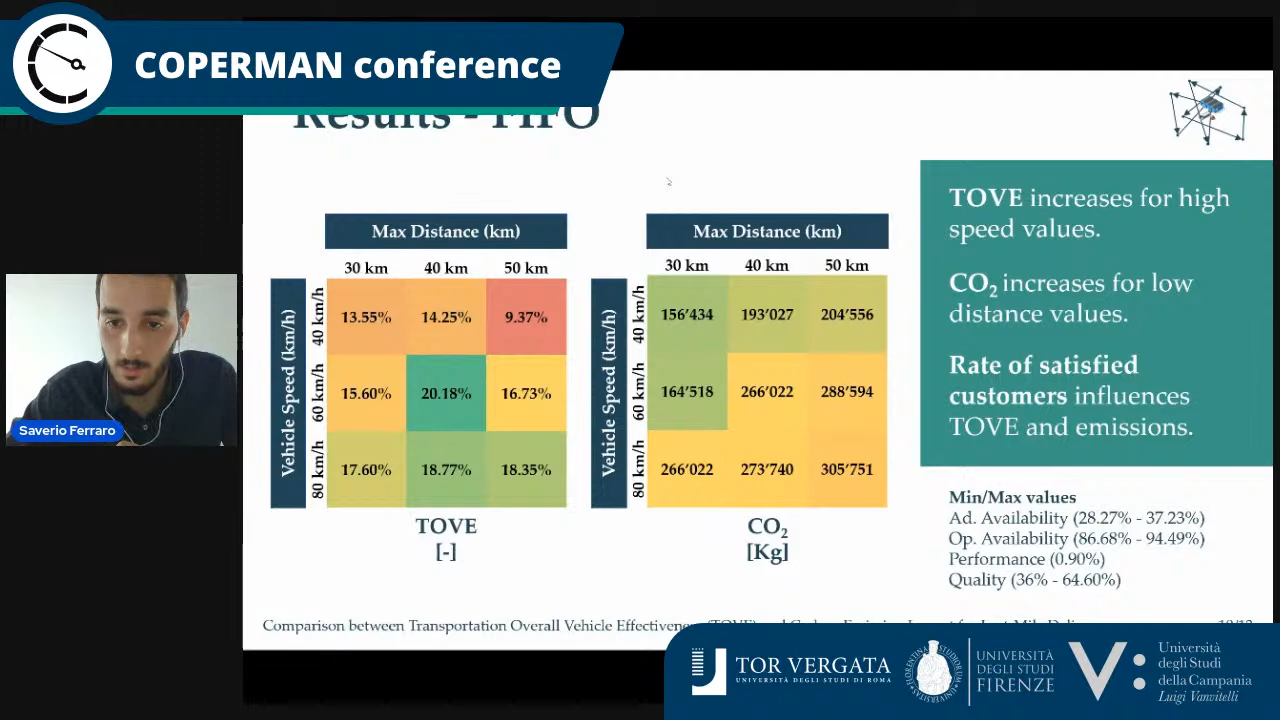 COPERMAN conference
Results - FIFO
TOVE increases for high
speed values.
CO2 increases for low
distance values.
Rate of satisfied
customers influences
TOVE and emissions.
Max Distance (km)
30 km 40 km 50 km
Vehicle Speed (km/h)
40 km/h 13.55% 14.25% 9.37%
60 km/h 15.60% 20.18% 16.73%
80 km/h 17.60% 18.77% 18.35%
TOVE
[-]
Max Distance (km)
30 km 40 km 50 km
Vehicle Speed (km/h)
40 km/h 156’434 193’027 204’556
60 km/h 164’518 266’022 288’594
80 km/h 266’022 273’740 305’751
CO2
[Kg]
Min/Max values
Ad. Availability (28.27% - 37.23%)
Op. Availability (86.68% - 94.49%)
Performance (0.90%)
Quality (36% - 64.60%)
Saverio Ferraro
Comparison between Transportation Overall Vehicle
TOR VERGATA
UNIVERSITÀ DEGLI STUDI DI ROMA
UNIVERSITÀ
DEGLI STUDI
FIRENZE
Università
degli Studi
della Campania
Luigi Vanvitelli